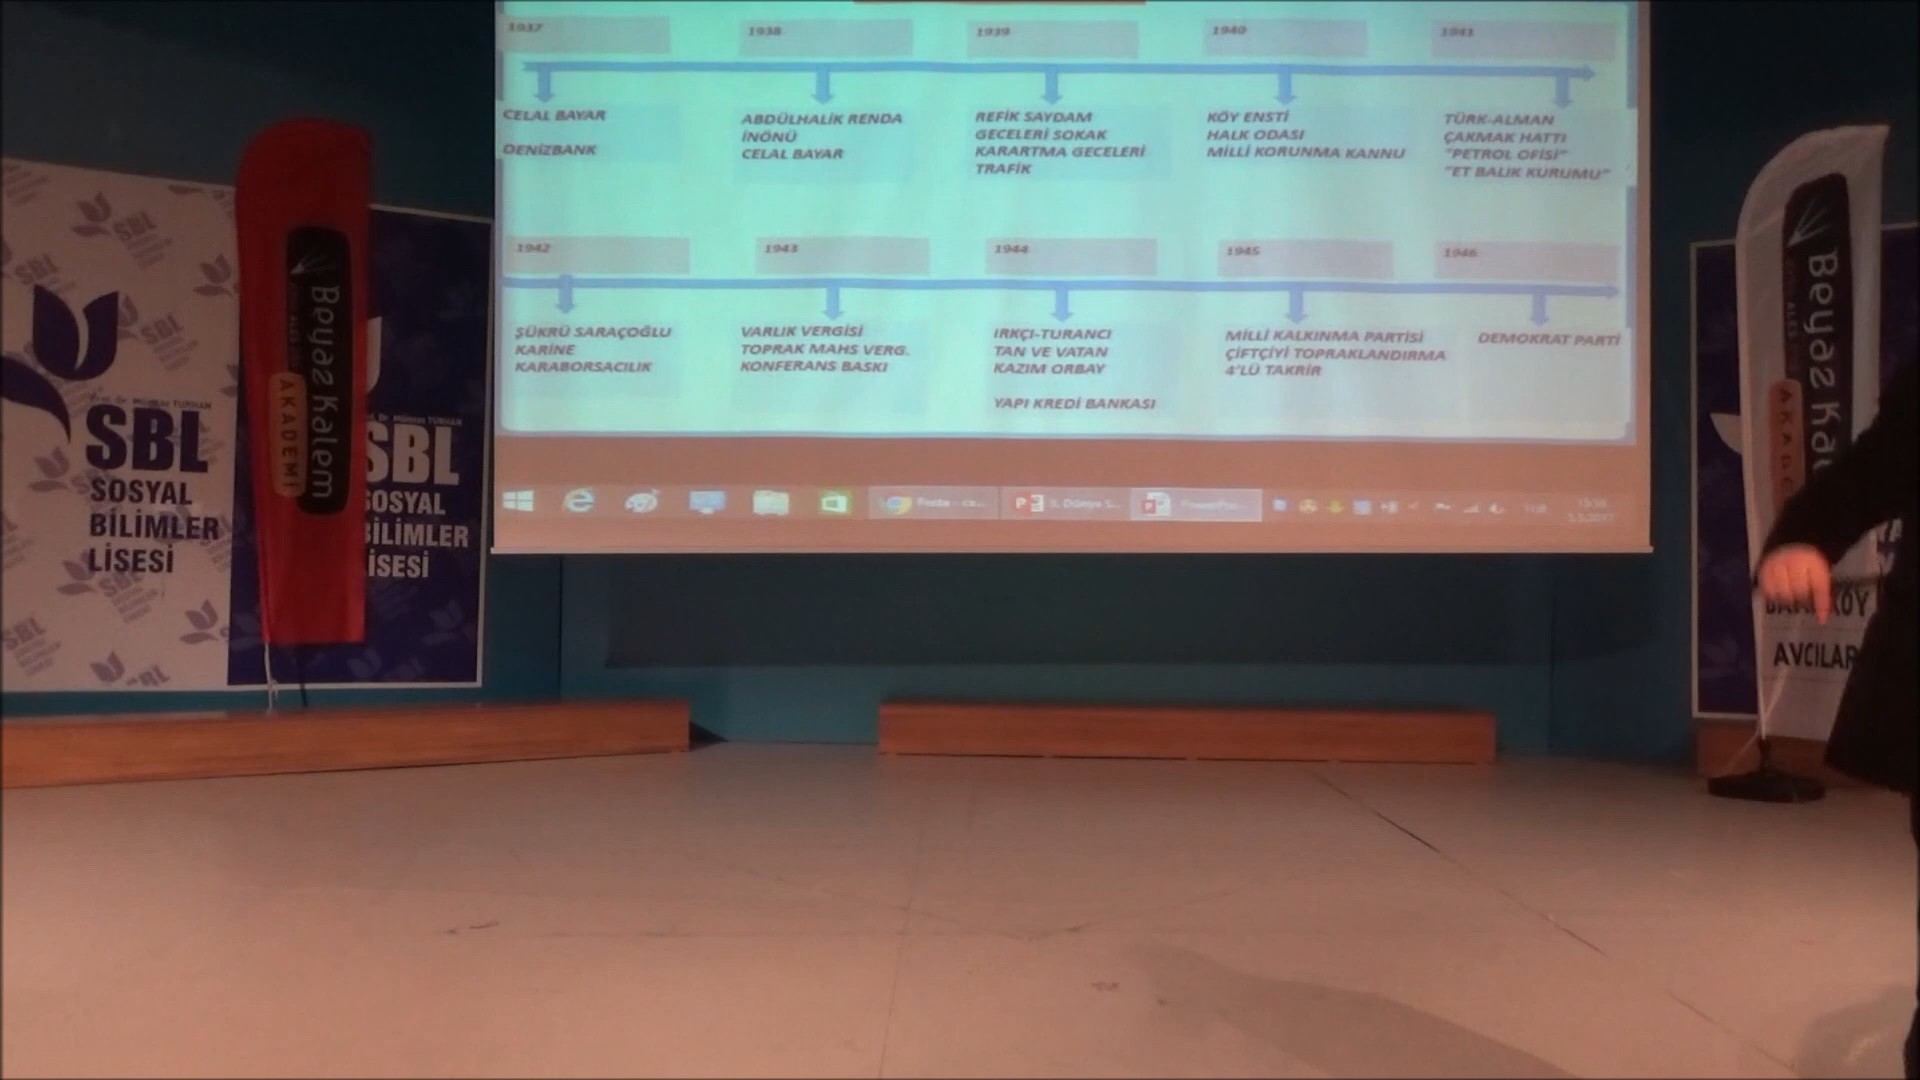 1937
1938
1939
1940
1941
CELAL BAYAR
DENİZBANK
ABDÜLHALİK RENDA
İNÖNÜ
CELAL BAYAR
REFİK SAYDAM
GECELERİ SOKAK
KARARTMA GECELERİ
TRAFİK
KÖY ENSTİ
HALK ODASI
MİLLİ KORUNMA KANNU
TÜRK-ALMAN
ÇAKMAK HATTI
"PETROL OFİSİ"
"ET BALIK KURUMU"
1942
1943
1944
1945
1946
ŞÜKRÜ SARAÇOĞLU
KARİNE
KARABORSACILIK
VARLIK VERGİSİ
TOPRAK MAHS VERG.
KONFERANS BASKI
IRKÇI-TURANCI
TAN VE VATAN
KAZIM ORBAY
YAPI KREDİ BANKASI
MİLLİ KALKINMA PARTİSİ
ÇİFTÇİYİ TOPRAKLANDIRMA
4'LÜ TAKRİR
DEMOKRAT PARTİ
II. Dünya S...
SBL
SOSYAL
BİLİMLER
LİSESİ
Beyaz Kalem
AKADEMİ
SBL
SOSYAL
BİLİMLER
LİSESİ
Beyaz
AVCILAR